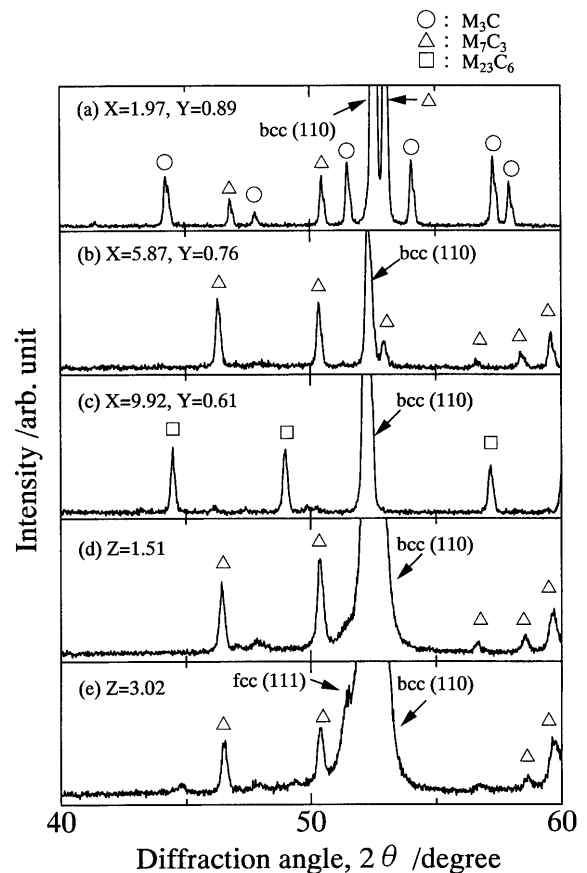 ○ : M₃C
△ : M₇C₃
□ : M₂₃C₆
(a) X=1.97, Y=0.89
bcc (110)
△
○
△
○
△
○
○
○
○
(b) X=5.87, Y=0.76
bcc (110)
△
△
△
△
△
△
(c) X=9.92, Y=0.61
bcc (110)
□
□
□
(d) Z=1.51
bcc (110)
△
△
△
△
△
(e) Z=3.02
fcc (111)
bcc (110)
△
△
△
△
Intensity /arb. unit
40
50
60
Diffraction angle, 2 θ /degree